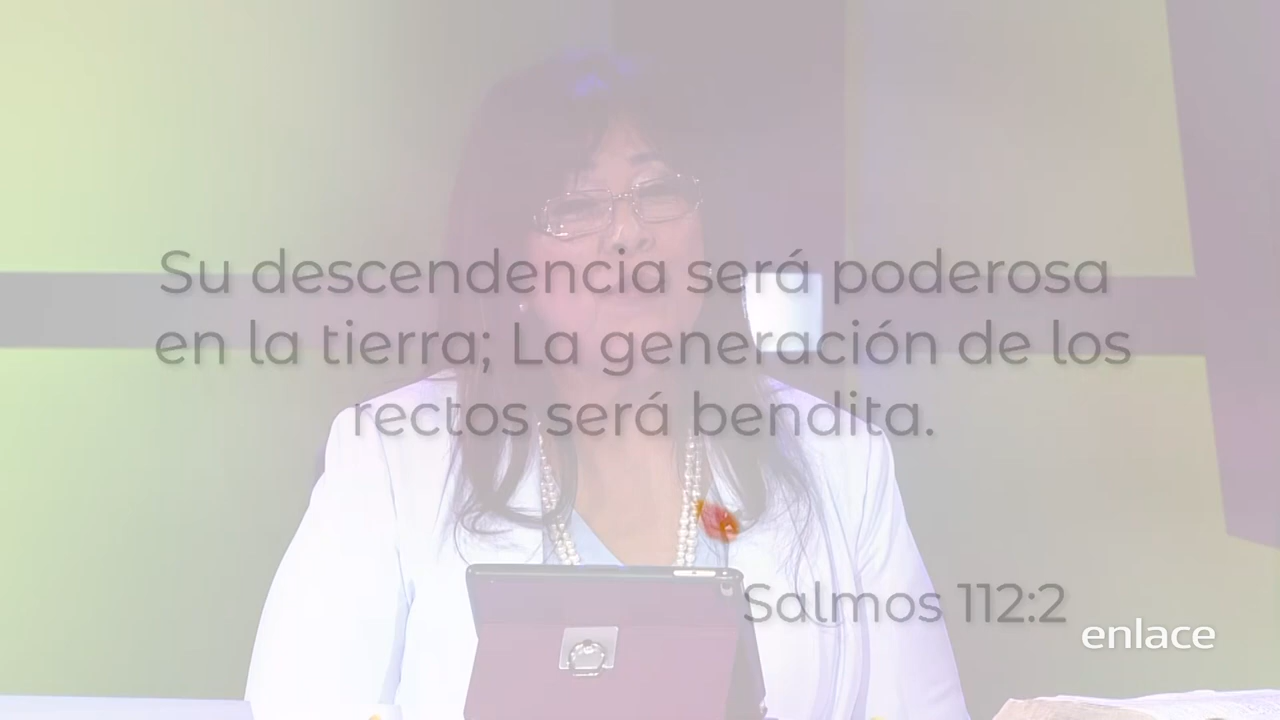 Su descendencia será poderosa
en la tierra; La generación de los
rectos será bendita.
Salmos 112:2
enlace